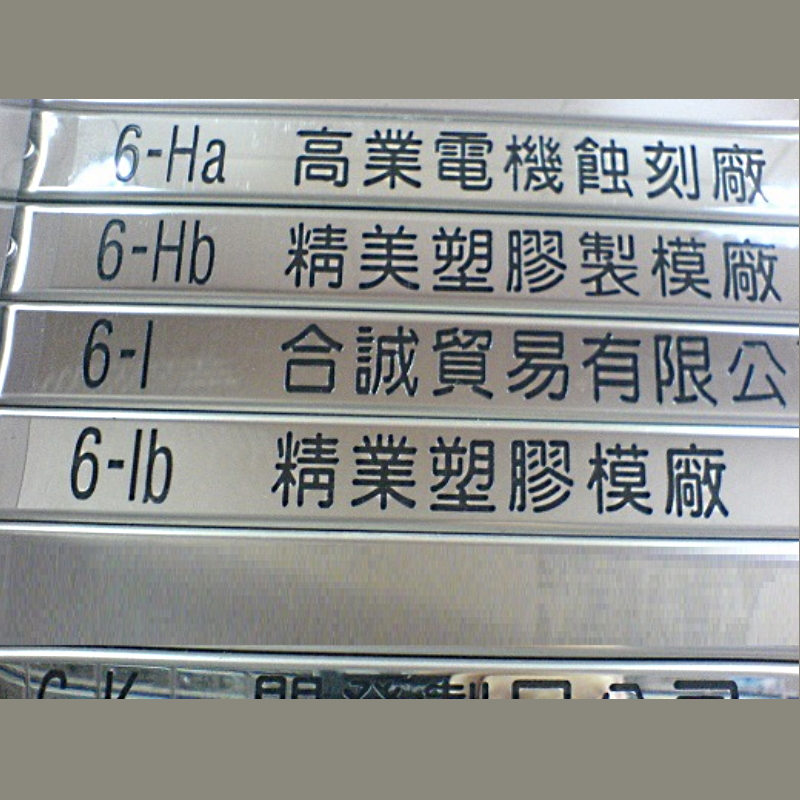 6-Ha 高業電機蝕刻廠
6-Hb 精美塑膠製模廠
6-I 合誠貿易有限公
6-Ib 精業塑膠模廠